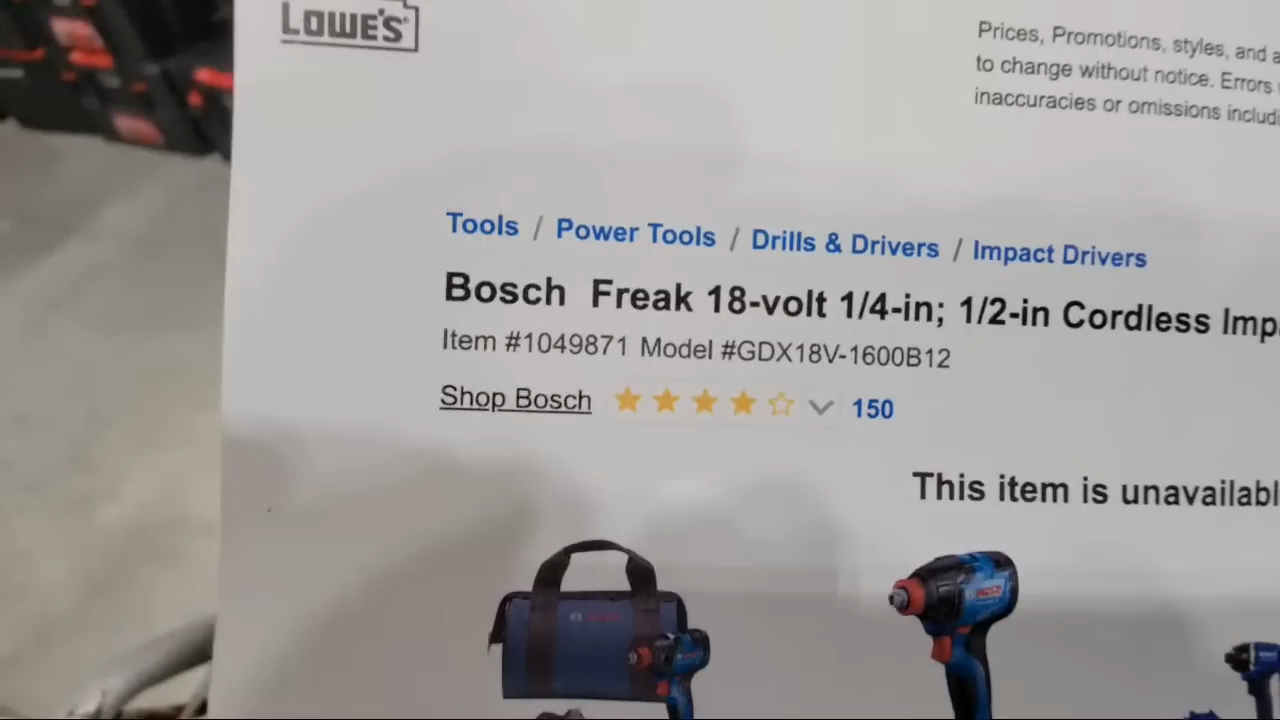 LOWE'S
Prices, Promotions, styles, and
to change without notice. Errors
inaccuracies or omissions includi
Tools / Power Tools / Drills & Drivers / Impact Drivers
Bosch Freak 18-volt 1/4-in; 1/2-in Cordless Imp
Item #1049871 Model #GDX18V-1600B12
Shop Bosch 150
This item is unavailabl
BOSCH